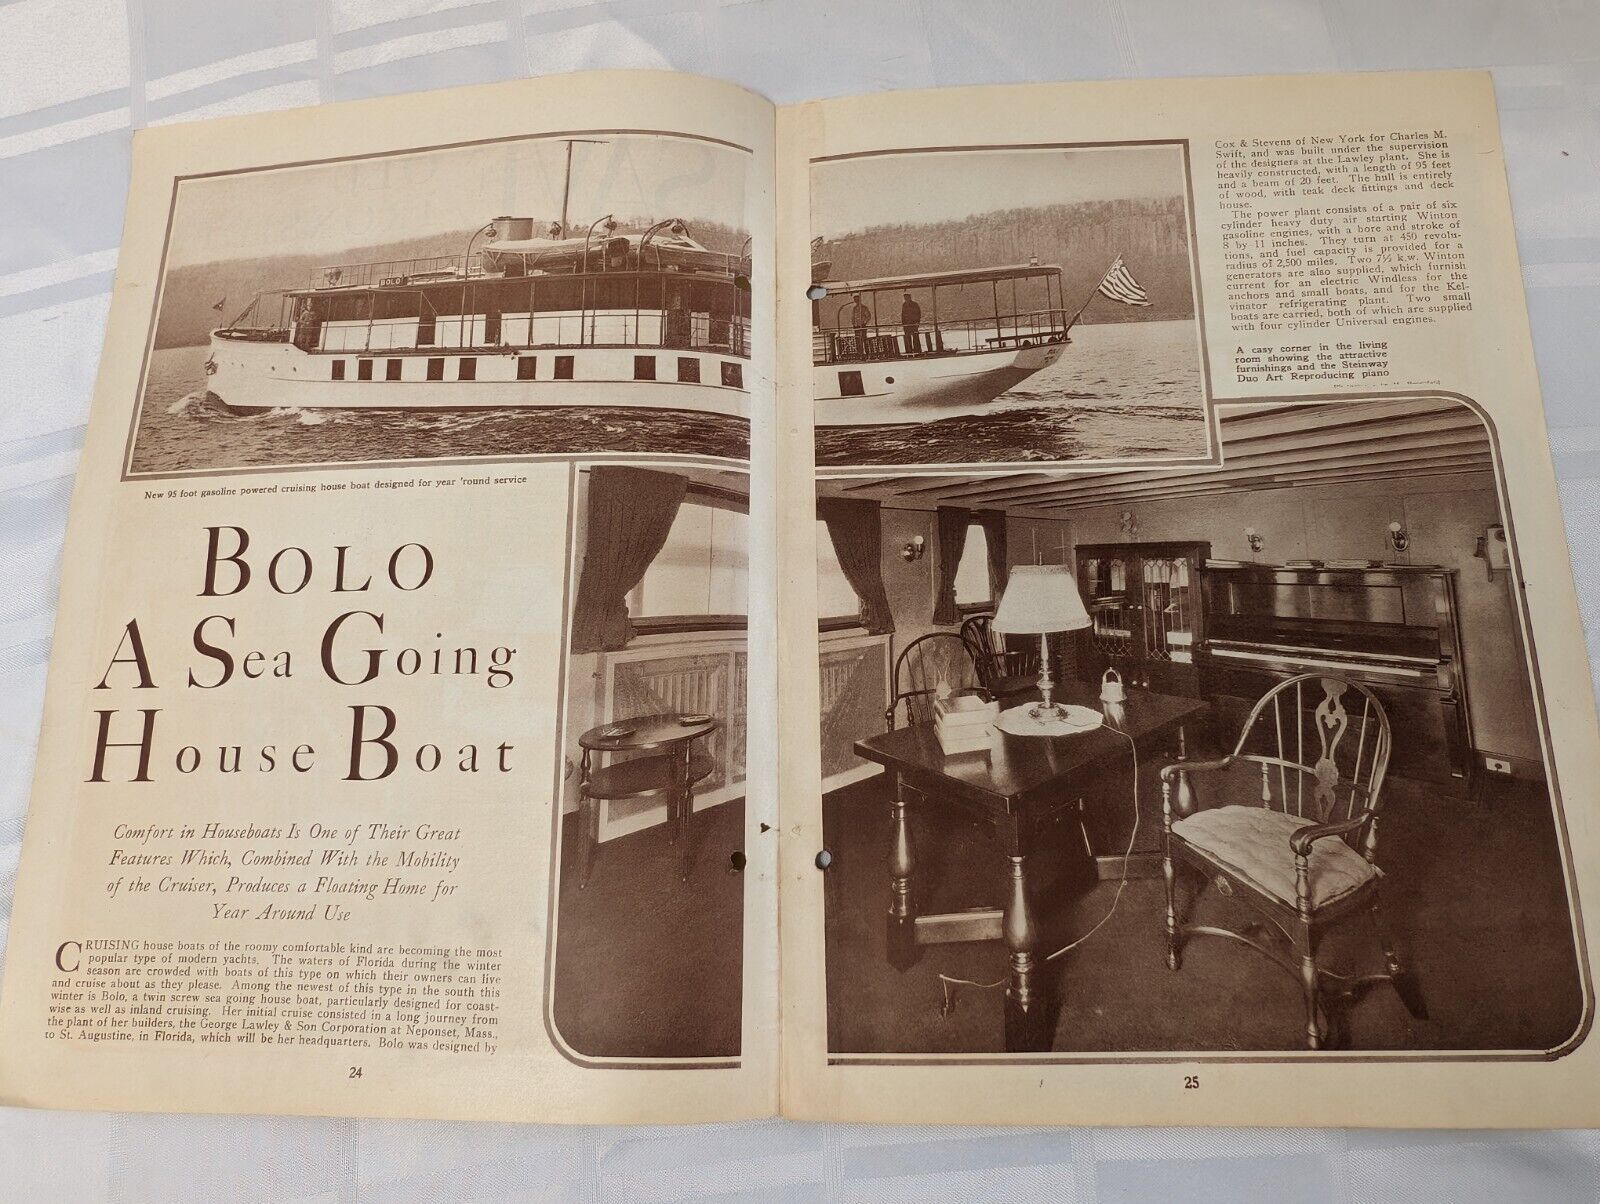 BOLO
New 95 foot gasoline powered cruising house boat designed for year 'round service
BOLO
A SEA GOING
HOUSE BOAT
Comfort in Houseboats Is One of Their Great
Features Which, Combined With the Mobility
of the Cruiser, Produces a Floating Home for
Year Around Use
CRUISING house boats of the roomy comfortable kind are becoming the most
popular type of modern yachts. The waters of Florida during the winter
season are crowded with boats of this type on which their owners can live
and cruise about as they please. Among the newest of this type in the south this
winter is Bolo, a twin screw sea going house boat, particularly designed for coast-
wise as well as inland cruising. Her initial cruise consisted in a long journey from
the plant of her builders, the George Lawley & Son Corporation at Neponset, Mass.,
to St. Augustine, in Florida, which will be her headquarters. Bolo was designed by
24
Cox & Stevens of New York for Charles M.
Swift, and was built under the supervision
of the designers at the Lawley plant. She is
heavily constructed, with a length of 95 feet
and a beam of 20 feet. The hull is entirely
of wood, with teak deck fittings and deck
house.
The power plant consists of a pair of six
cylinder heavy duty air starting Winton
gasoline engines, with a bore and stroke of
8 by 11 inches. They turn at 450 revolu-
tions, and fuel capacity is provided for a
radius of 2,500 miles. Two 7½ k.w. Winton
generators are also supplied, which furnish
current for an electric Windless for the
anchors and small boats, and for the Kel-
vinator refrigerating plant. Two small
boats are carried, both of which are supplied
with four cylinder Universal engines.
A casy corner in the living
room showing the attractive
furnishings and the Steinway
Duo Art Reproducing piano
25